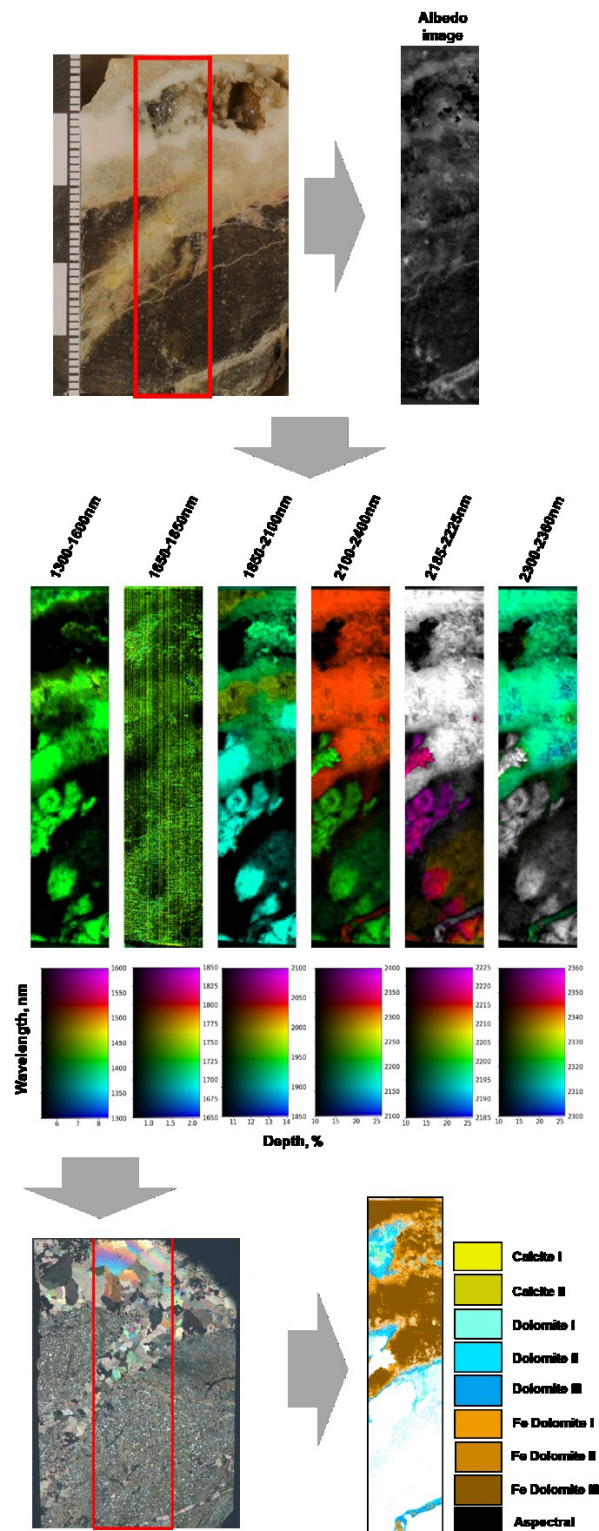 Albedo
image
1300-1600nm
1650-1850nm
1850-2100nm
2100-2400nm
2185-2225nm
2300-2360nm
Wavelength, nm
1600
1550
1500
1450
1400
1350
1300
6 7 8
1850
1825
1800
1775
1750
1725
1700
1675
1650
1.0 1.5 2.0
2100
2050
2000
1950
1900
1850
11 12 13 14
2400
2350
2300
2250
2200
2150
2100
10 15 20 25
2225
2220
2215
2210
2205
2200
2195
2190
2185
10 15 20 25
2360
2350
2340
2330
2320
2310
2300
10 15 20 25
Depth, %
Calcite I
Calcite II
Dolomite I
Dolomite II
Dolomite III
Fe Dolomite I
Fe Dolomite II
Fe Dolomite III
Aspectral